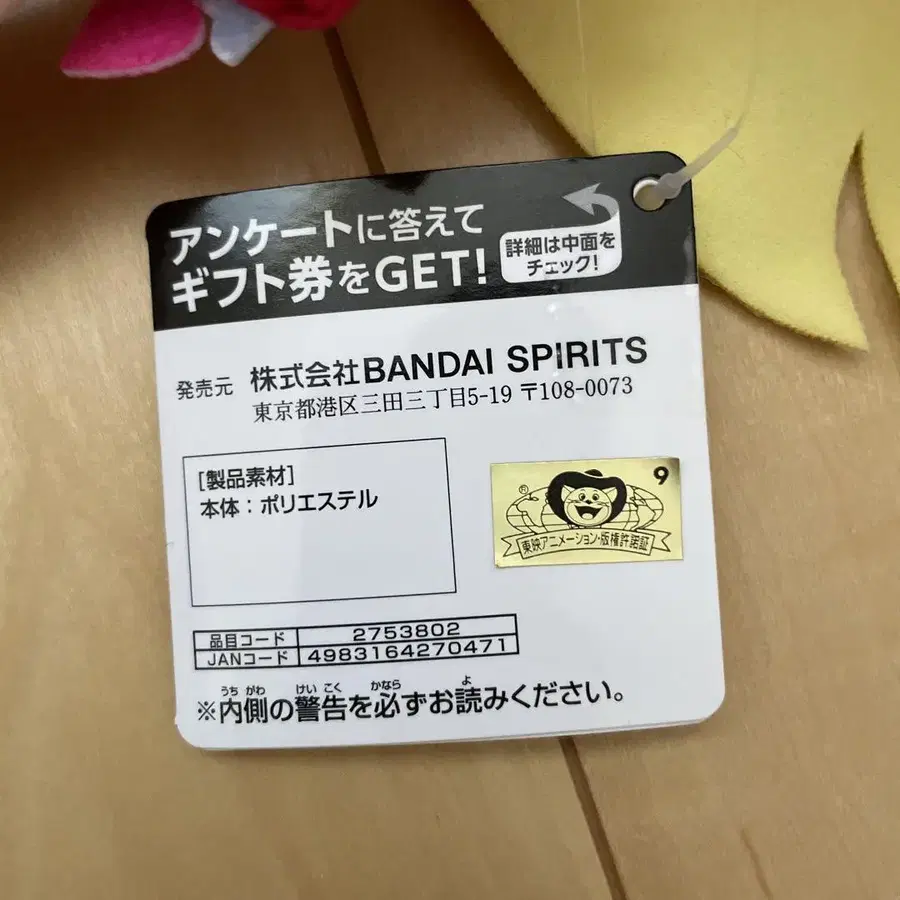 アンケートに答えて
ギフト券をGET!
詳細は中面を
チェック!
発売元 株式会社BANDAI SPIRITS
東京都港区三田三丁目5-19 〒108-0073
[製品素材]
本体：ポリエステル
9
®
東映アニメーション・版権許諾証
品目コード 2753802
JANコード 4983164270471
うちがわ けいこく かなら よ
※内側の警告を必ずお読みください。